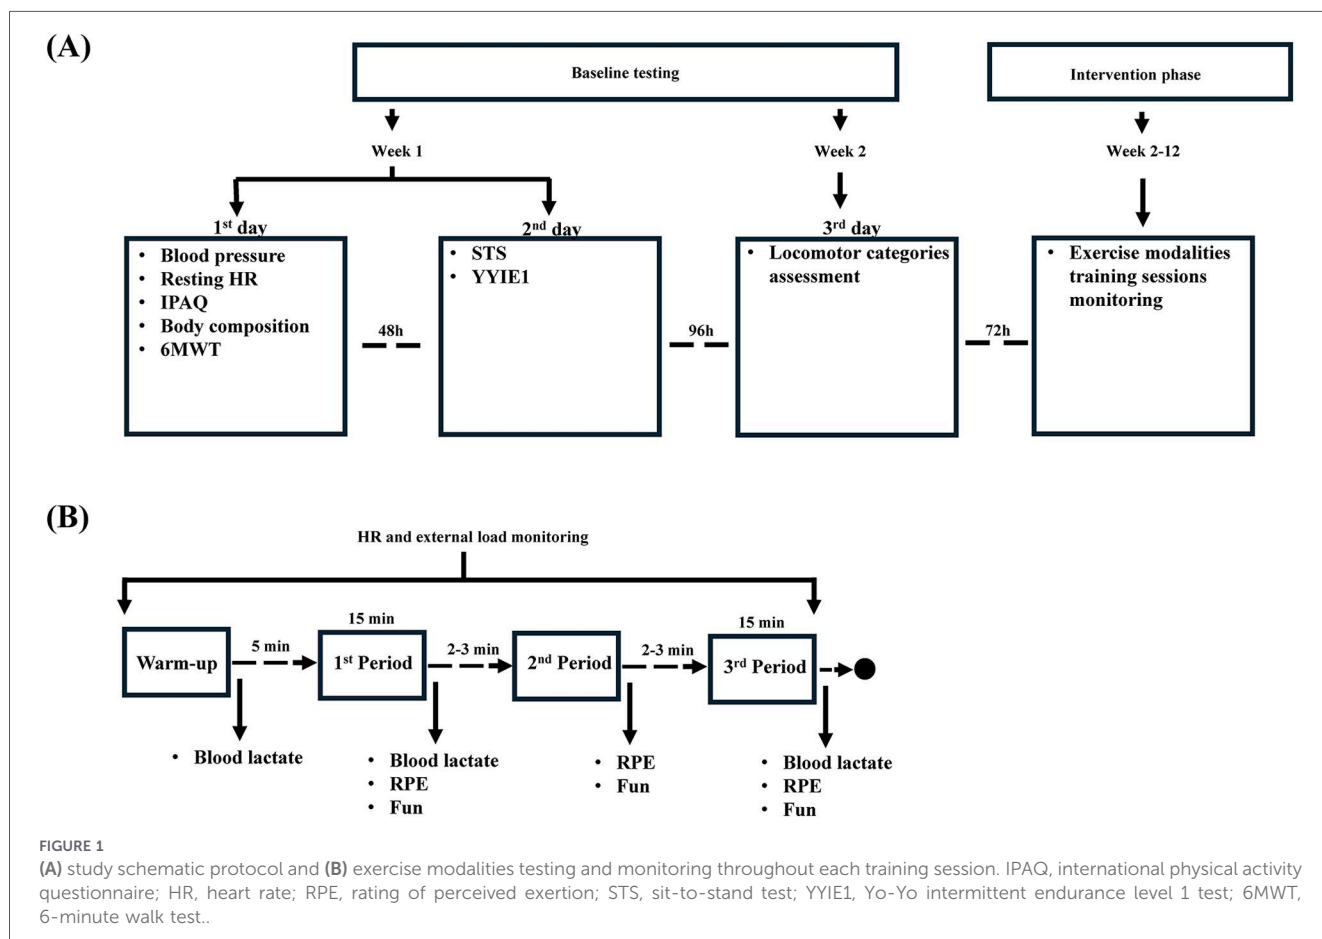 (A)
Baseline testing
Intervention phase
Week 1
Week 2
Week 2-12
1st day
2nd day
3rd day
• Blood pressure
• Resting HR
• IPAQ
• Body composition
• 6MWT
48h
• STS
• YYIE1
96h
• Locomotor categories
assessment
72h
• Exercise modalities
training sessions
monitoring
(B)
HR and external load monitoring
15 min
15 min
Warm-up
5 min
1st Period
2-3 min
2nd Period
2-3 min
3rd Period
• Blood lactate
• Blood lactate
• RPE
• Fun
• RPE
• Fun
• Blood lactate
• RPE
• Fun
FIGURE 1
(A) study schematic protocol and (B) exercise modalities testing and monitoring throughout each training session. IPAQ, international physical activity
questionnaire; HR, heart rate; RPE, rating of perceived exertion; STS, sit-to-stand test; YYIE1, Yo-Yo intermittent endurance level 1 test; 6MWT,
6-minute walk test..